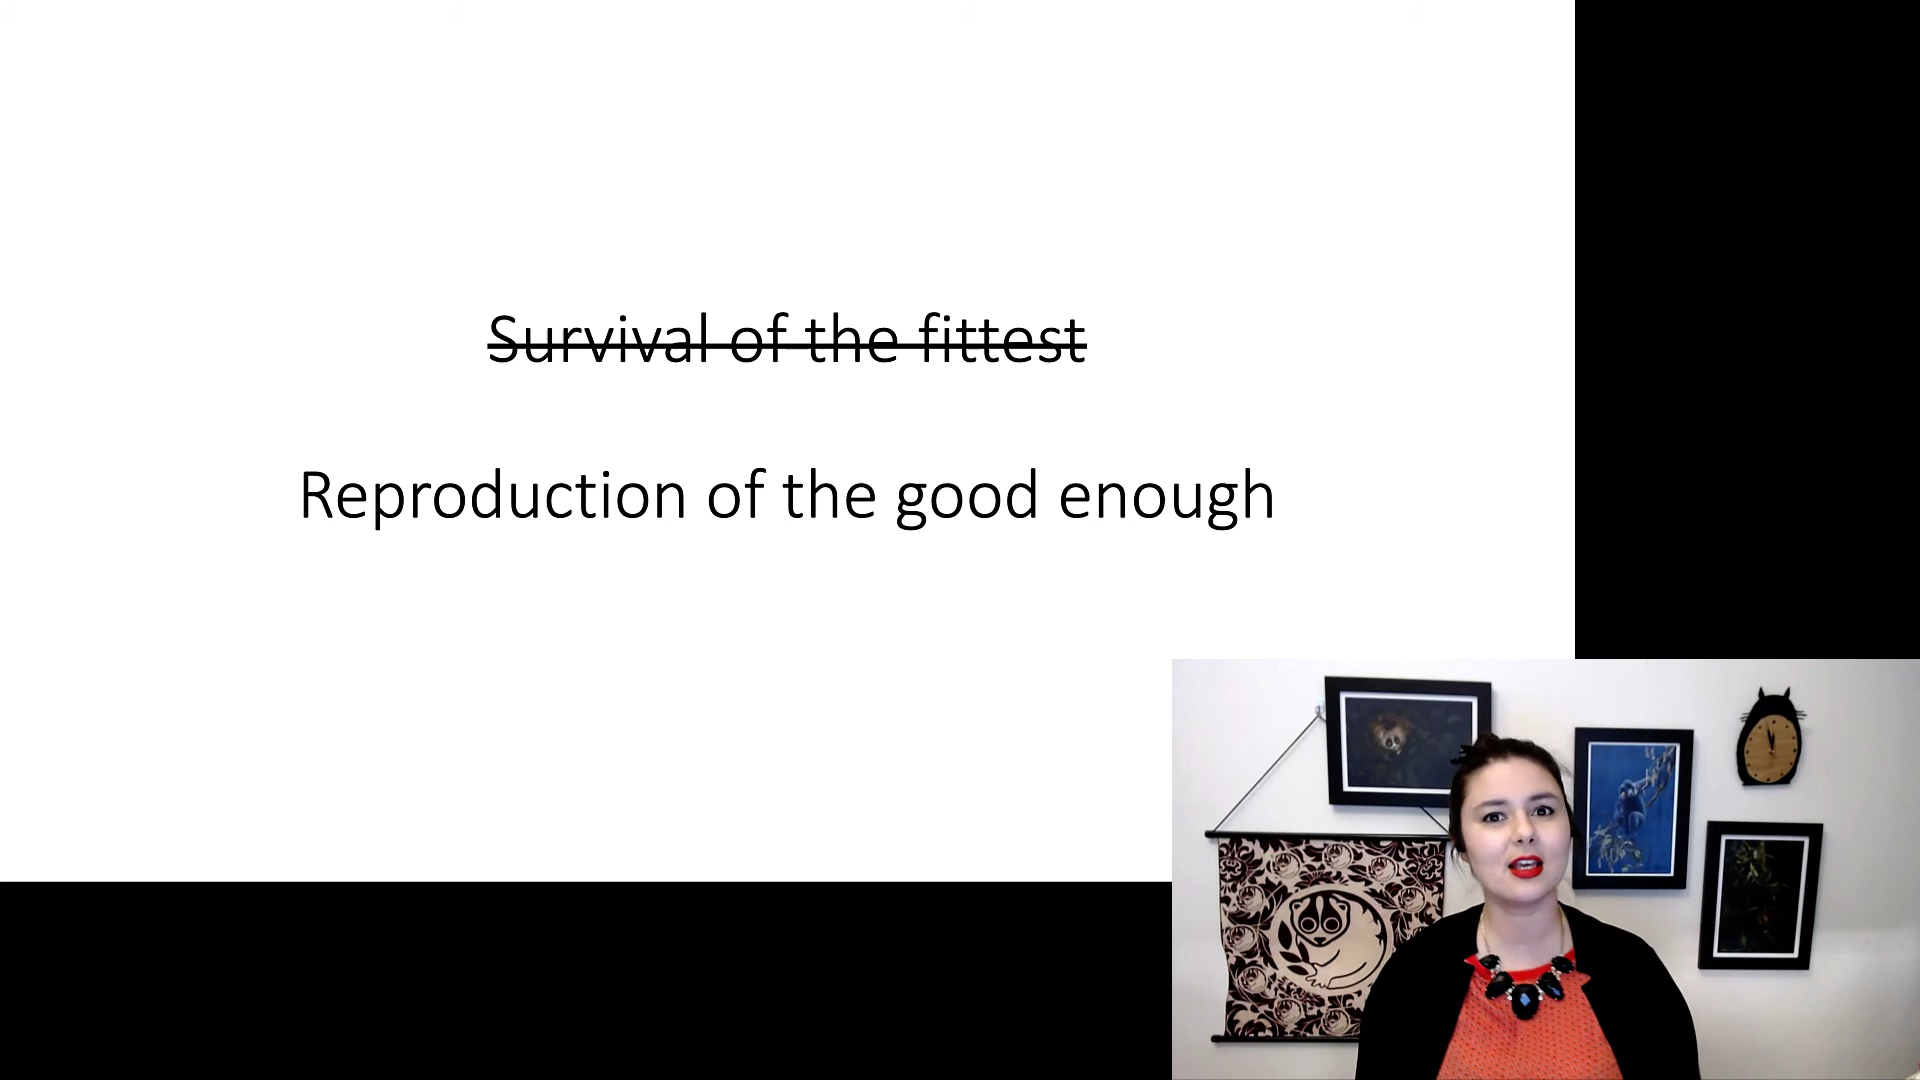 Survival of the fittest
Reproduction of the good enough